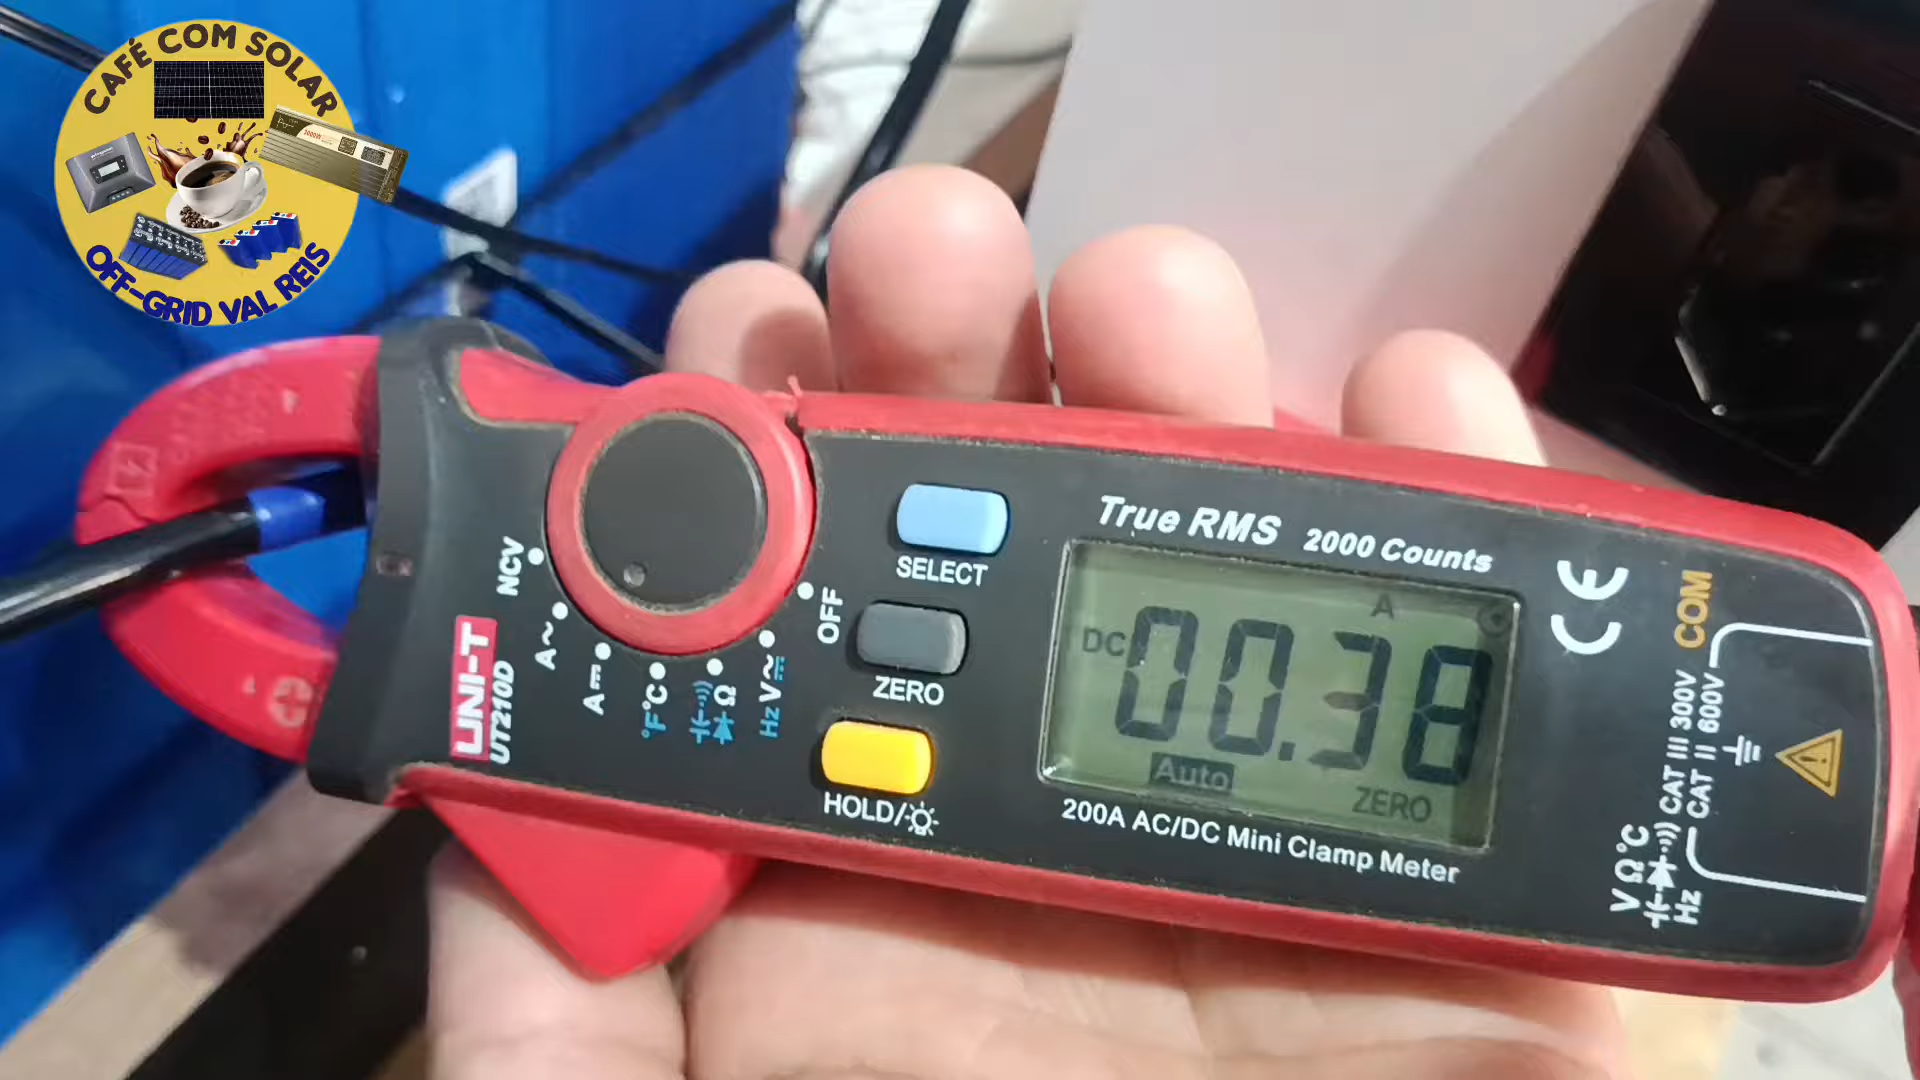 CAFÉ COM SOLAR
OFF-GRID VAL REIS
True RMS 2000 Counts
DC 00.38 A
Auto
ZERO
200A AC/DC Mini Clamp Meter
SELECT
ZERO
HOLD/
OFF
NCV
A~
A⎓
°F°C
Ω
Hz V~
UNI-T
UT210D
COM
CAT III 300V
CAT II 600V
VΩ°C
Hz
CE